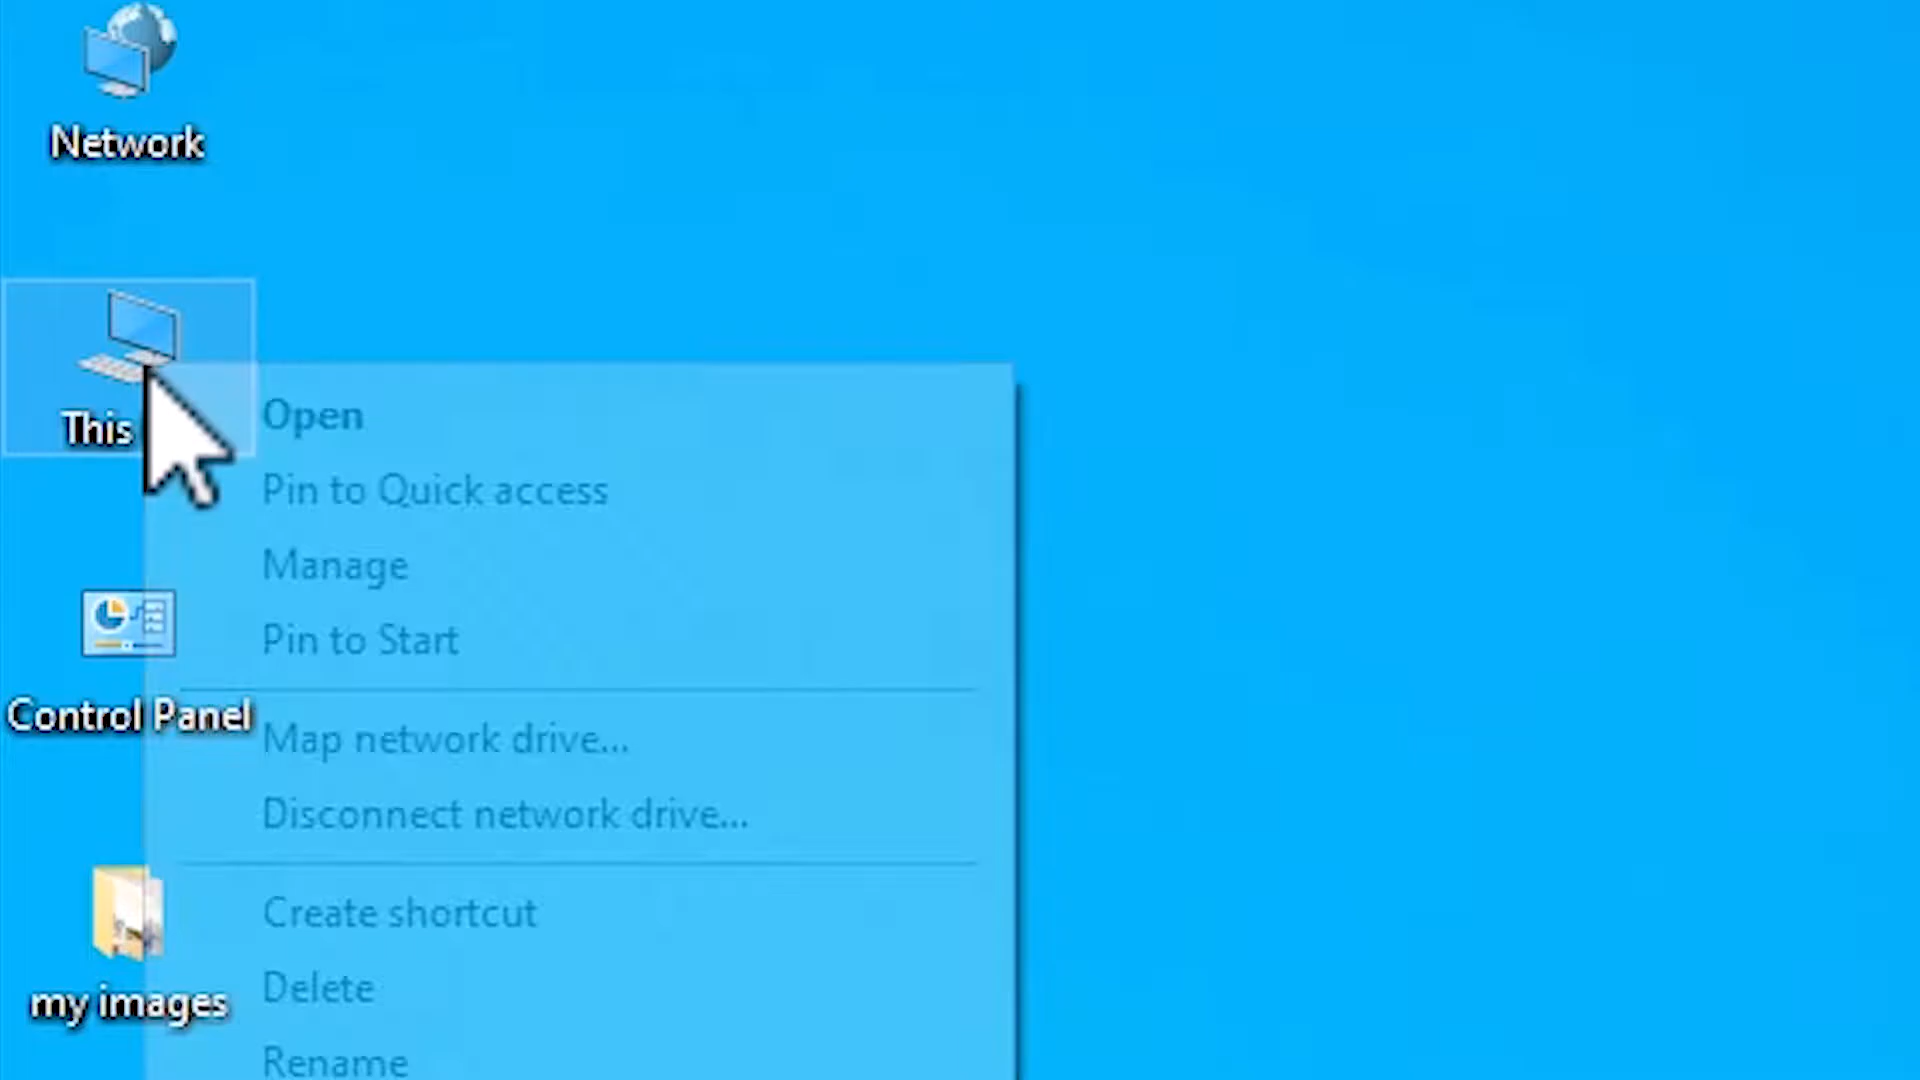 Network
This
Open
Pin to Quick access
Manage
Pin to Start
Control Panel
Map network drive...
Disconnect network drive...
Create shortcut
my images
Delete
Rename